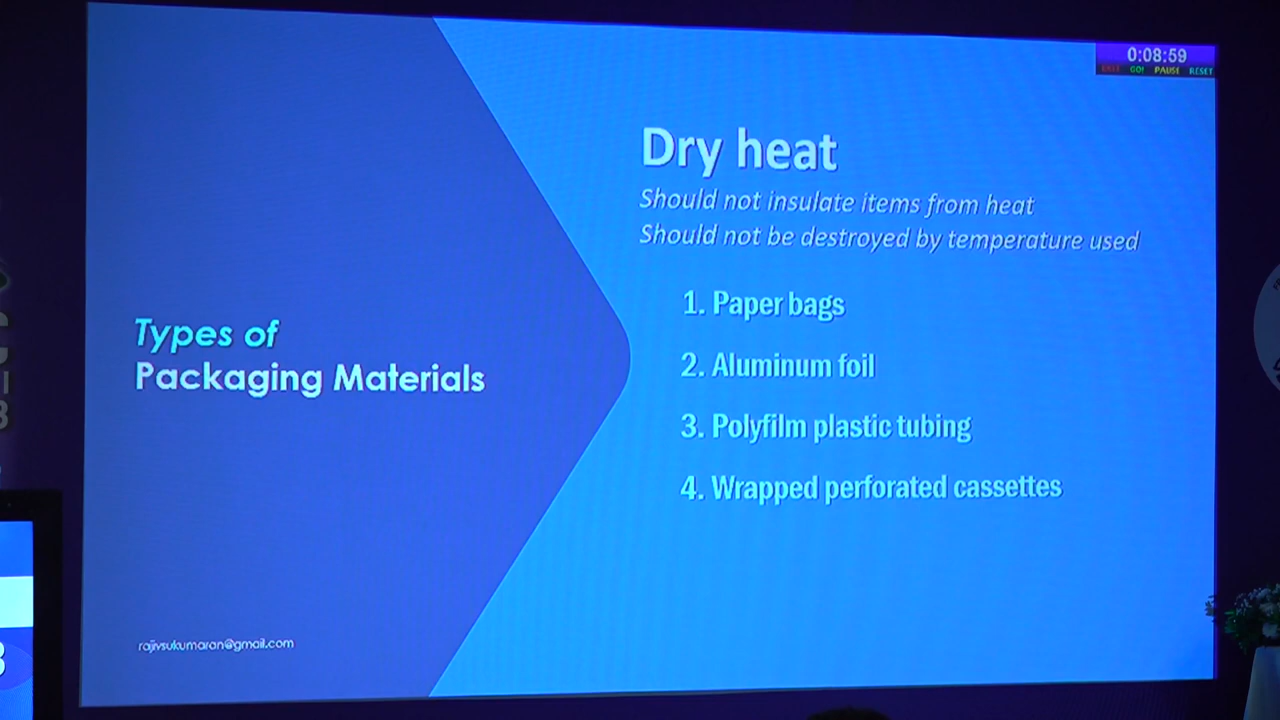 0:08:59
GO! PAUSE RESET
Dry heat
Should not insulate items from heat
Should not be destroyed by temperature used
1. Paper bags
2. Aluminum foil
3. Polyfilm plastic tubing
4. Wrapped perforated cassettes
Types of
Packaging Materials
rajivsukumaran@gmail.com